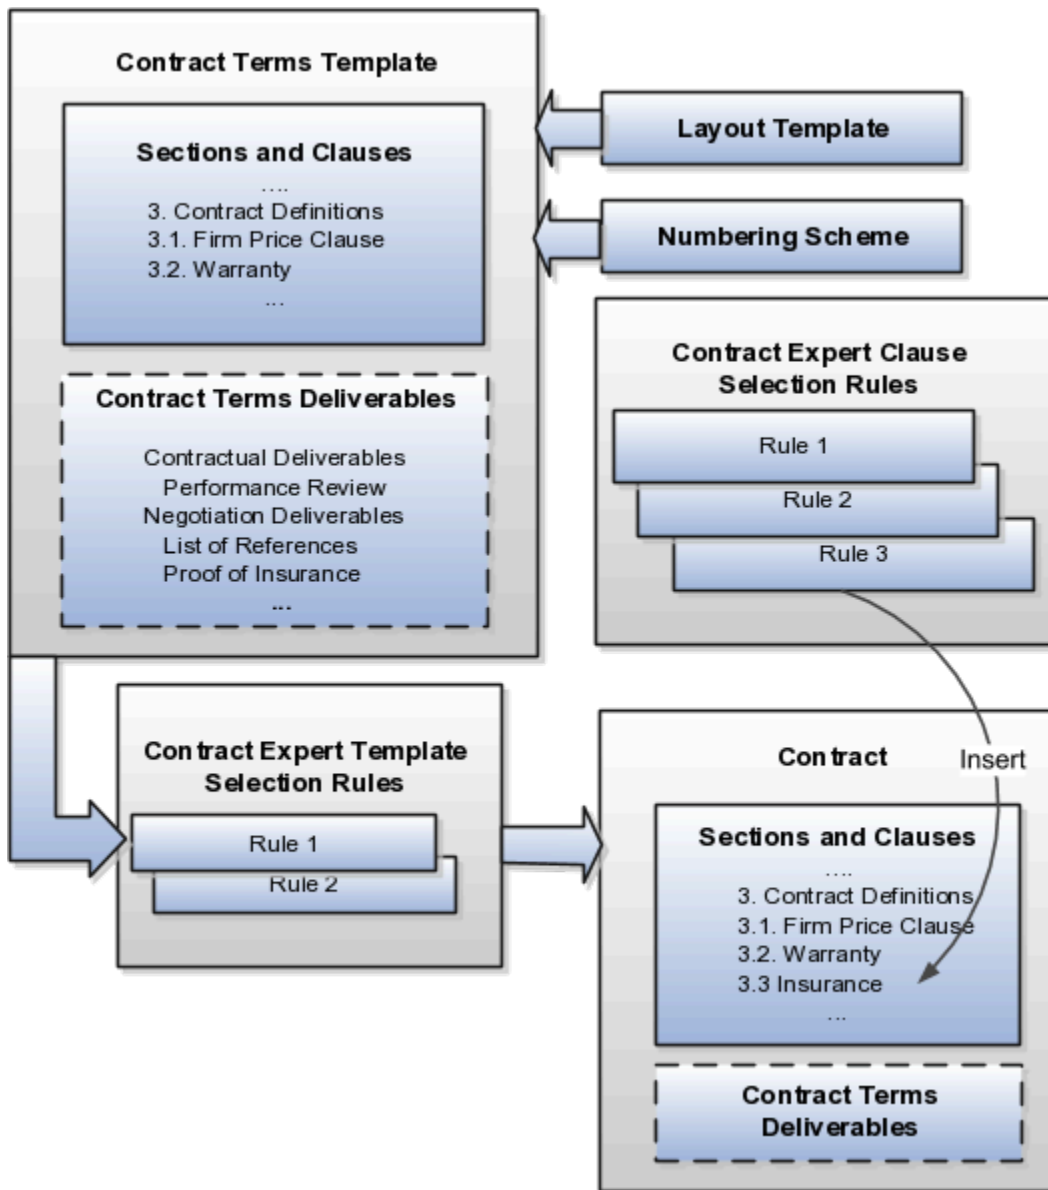 Contract Terms Template
Sections and Clauses
....
3. Contract Definitions
3.1. Firm Price Clause
3.2. Warranty
...
Contract Terms Deliverables
Contractual Deliverables
Performance Review
Negotiation Deliverables
List of References
Proof of Insurance
...
Layout Template
Numbering Scheme
Contract Expert Clause
Selection Rules
Rule 1
Rule 2
Rule 3
Contract Expert Template
Selection Rules
Rule 1
Rule 2
Contract
Insert
Sections and Clauses
....
3. Contract Definitions
3.1. Firm Price Clause
3.2. Warranty
3.3 Insurance
...
Contract Terms
Deliverables